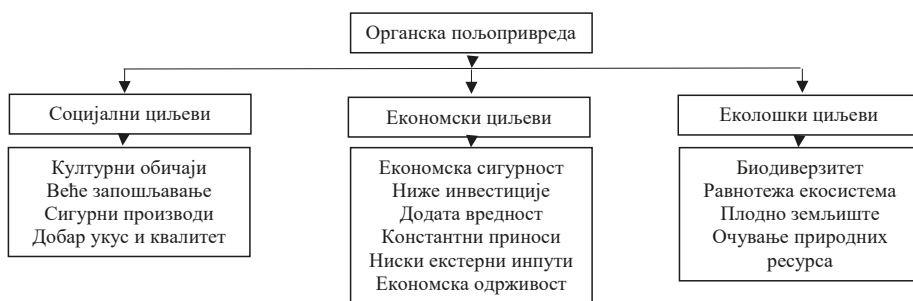 Органска пољопривреда
Социјални циљеви
Економски циљеви
Еколошки циљеви
Културни обичаји
Веће запошљавање
Сигурни производи
Добар укус и квалитет
Економска сигурност
Ниже инвестиције
Додата вредност
Константни приноси
Ниски екстерни инпути
Економска одрживост
Биодиверзитет
Равнотежа екосистема
Плодно земљиште
Очување природних
ресурса